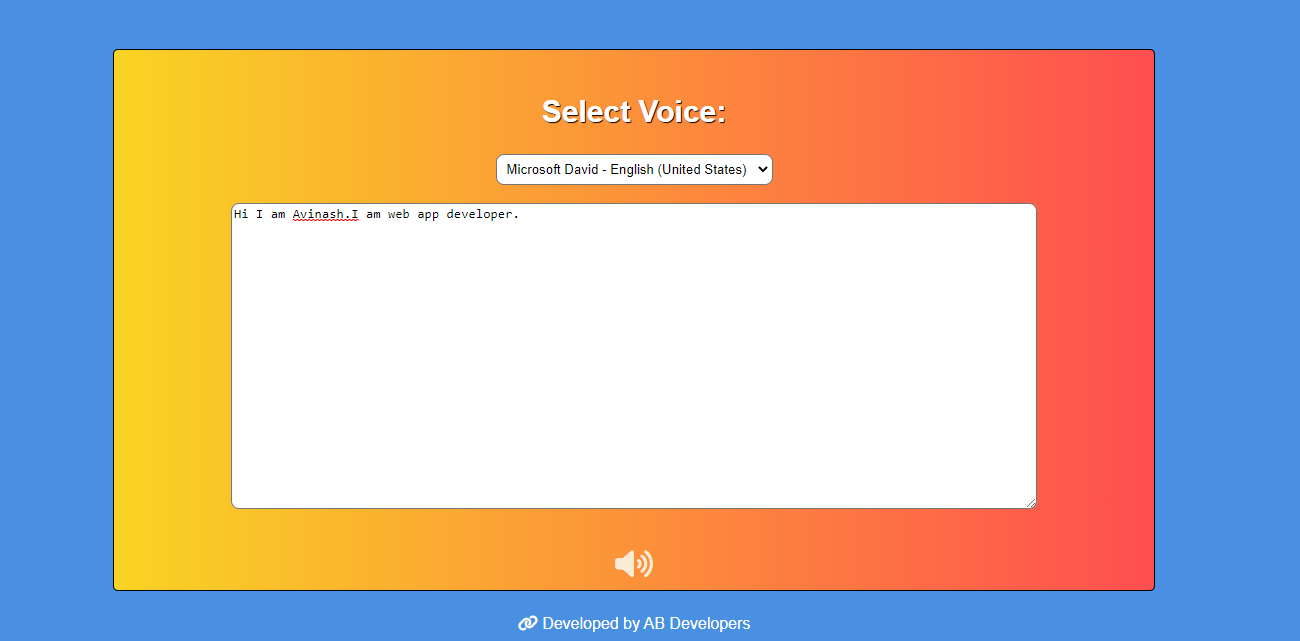 Select Voice:
Microsoft David - English (United States)
Hi I am Avinash.I am web app developer.
Developed by AB Developers